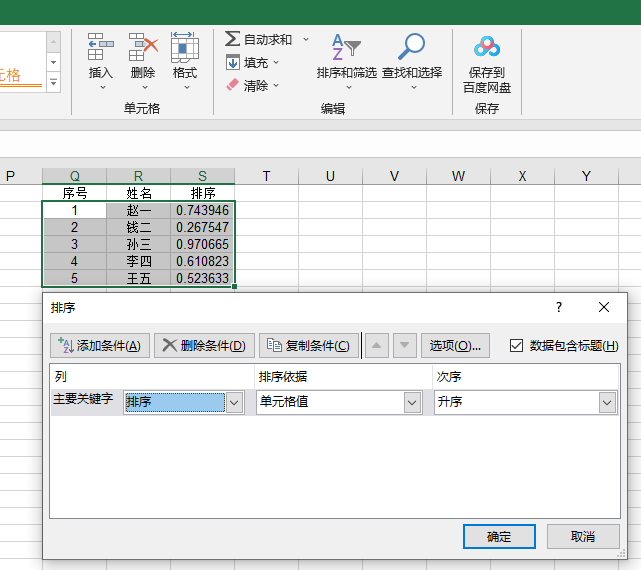 元格
插入
删除
格式
单元格
自动求和
填充
清除
排序和筛选
查找和选择
编辑
保存到
百度网盘
保存
P Q R S T U V W X Y
序号 姓名 排序
1 赵一 0.743946
2 钱二 0.267547
3 孙三 0.970665
4 李四 0.610823
5 王五 0.523633
排序 ? ×
添加条件(A) 删除条件(D) 复制条件(C) 选项(O)... 数据包含标题(H)
列 排序依据 次序
主要关键字 排序 单元格值 升序
确定 取消